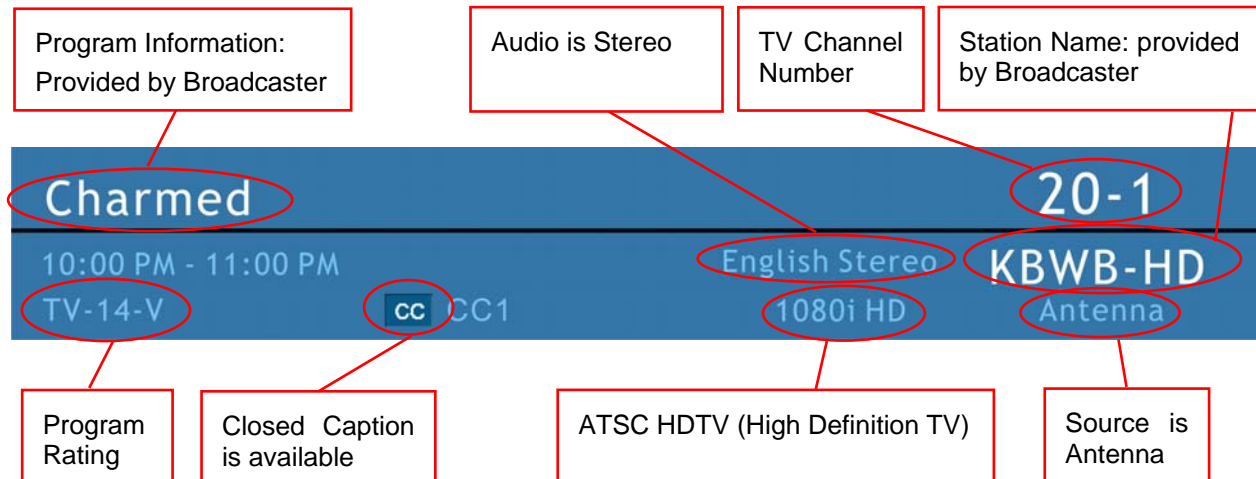 Program Information:
Provided by Broadcaster
Audio is Stereo
TV Channel
Number
Station Name: provided
by Broadcaster
Charmed
20-1
10:00 PM - 11:00 PM
English Stereo
KBWB-HD
TV-14-V
CC CC1
1080i HD
Antenna
Program
Rating
Closed Caption
is available
ATSC HDTV (High Definition TV)
Source is
Antenna